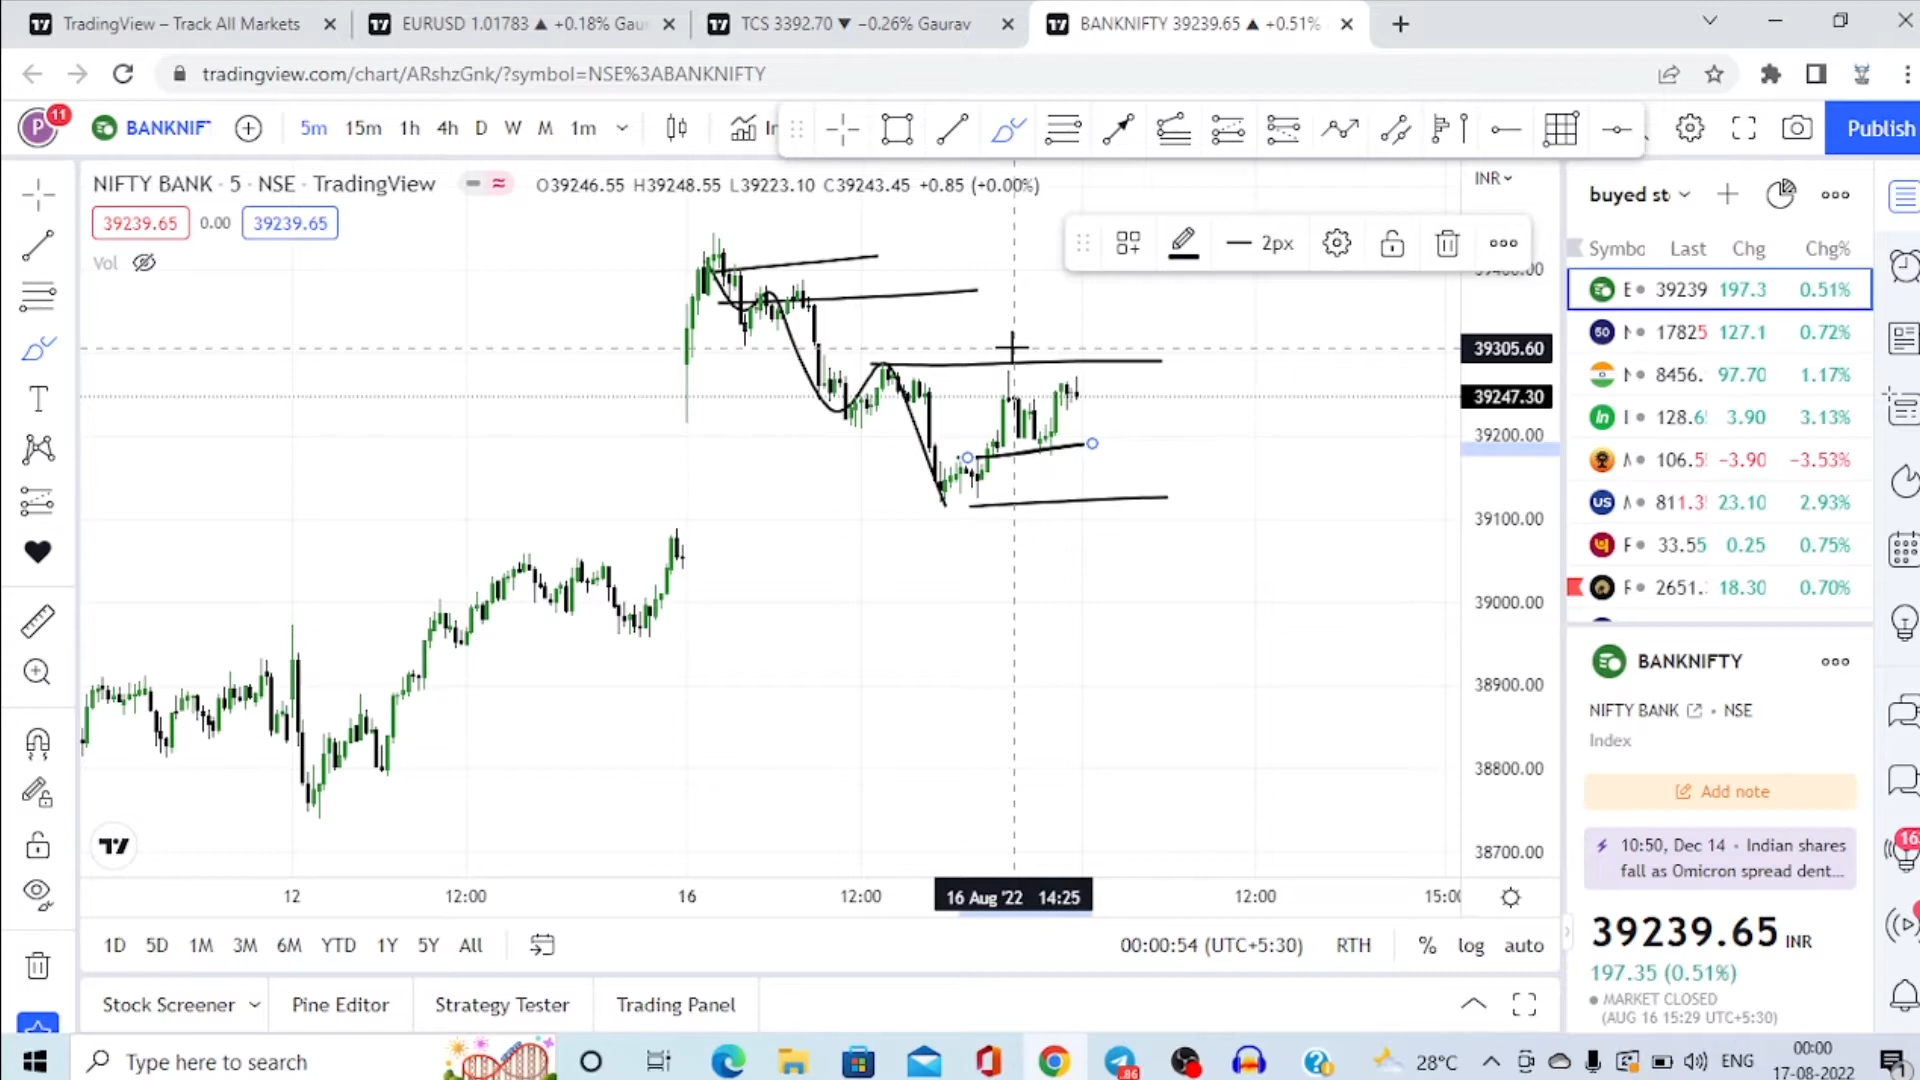 TradingView – Track All Markets
EURUSD 1.01783 ▲ +0.18% Gau
TCS 3392.70 ▼ −0.26% Gaurav
BANKNIFTY 39239.65 ▲ +0.51%
tradingview.com/chart/ARshzGnk/?symbol=NSE%3ABANKNIFTY
P 11
BANKNIF
5m 15m 1h 4h D W M 1m
Publish
NIFTY BANK · 5 · NSE · TradingView
O39246.55 H39248.55 L39223.10 C39243.45 +0.85 (+0.00%)
INR
39239.65 0.00 39239.65
Vol
2px
39305.60
39247.30
39200.00
39100.00
39000.00
38900.00
38800.00
38700.00
12 12:00 16 12:00 16 Aug '22 14:25 12:00 15:00
1D 5D 1M 3M 6M YTD 1Y 5Y All
00:00:54 (UTC+5:30) RTH % log auto
Stock Screener Pine Editor Strategy Tester Trading Panel
buyed st
Symbo Last Chg Chg%
39239 197.3 0.51%
50 17825 127.1 0.72%
8456. 97.70 1.17%
In 128.6 3.90 3.13%
106.5 −3.90 −3.53%
US 811.3 23.10 2.93%
33.55 0.25 0.75%
2651. 18.30 0.70%
BANKNIFTY
NIFTY BANK • NSE
Index
Add note
10:50, Dec 14 • Indian shares
fall as Omicron spread dent...
39239.65 INR
197.35 (0.51%)
MARKET CLOSED
(AUG 16 15:29 UTC+5:30)
16
Type here to search
86
28°C
ENG
00:00
17-08-2022
1